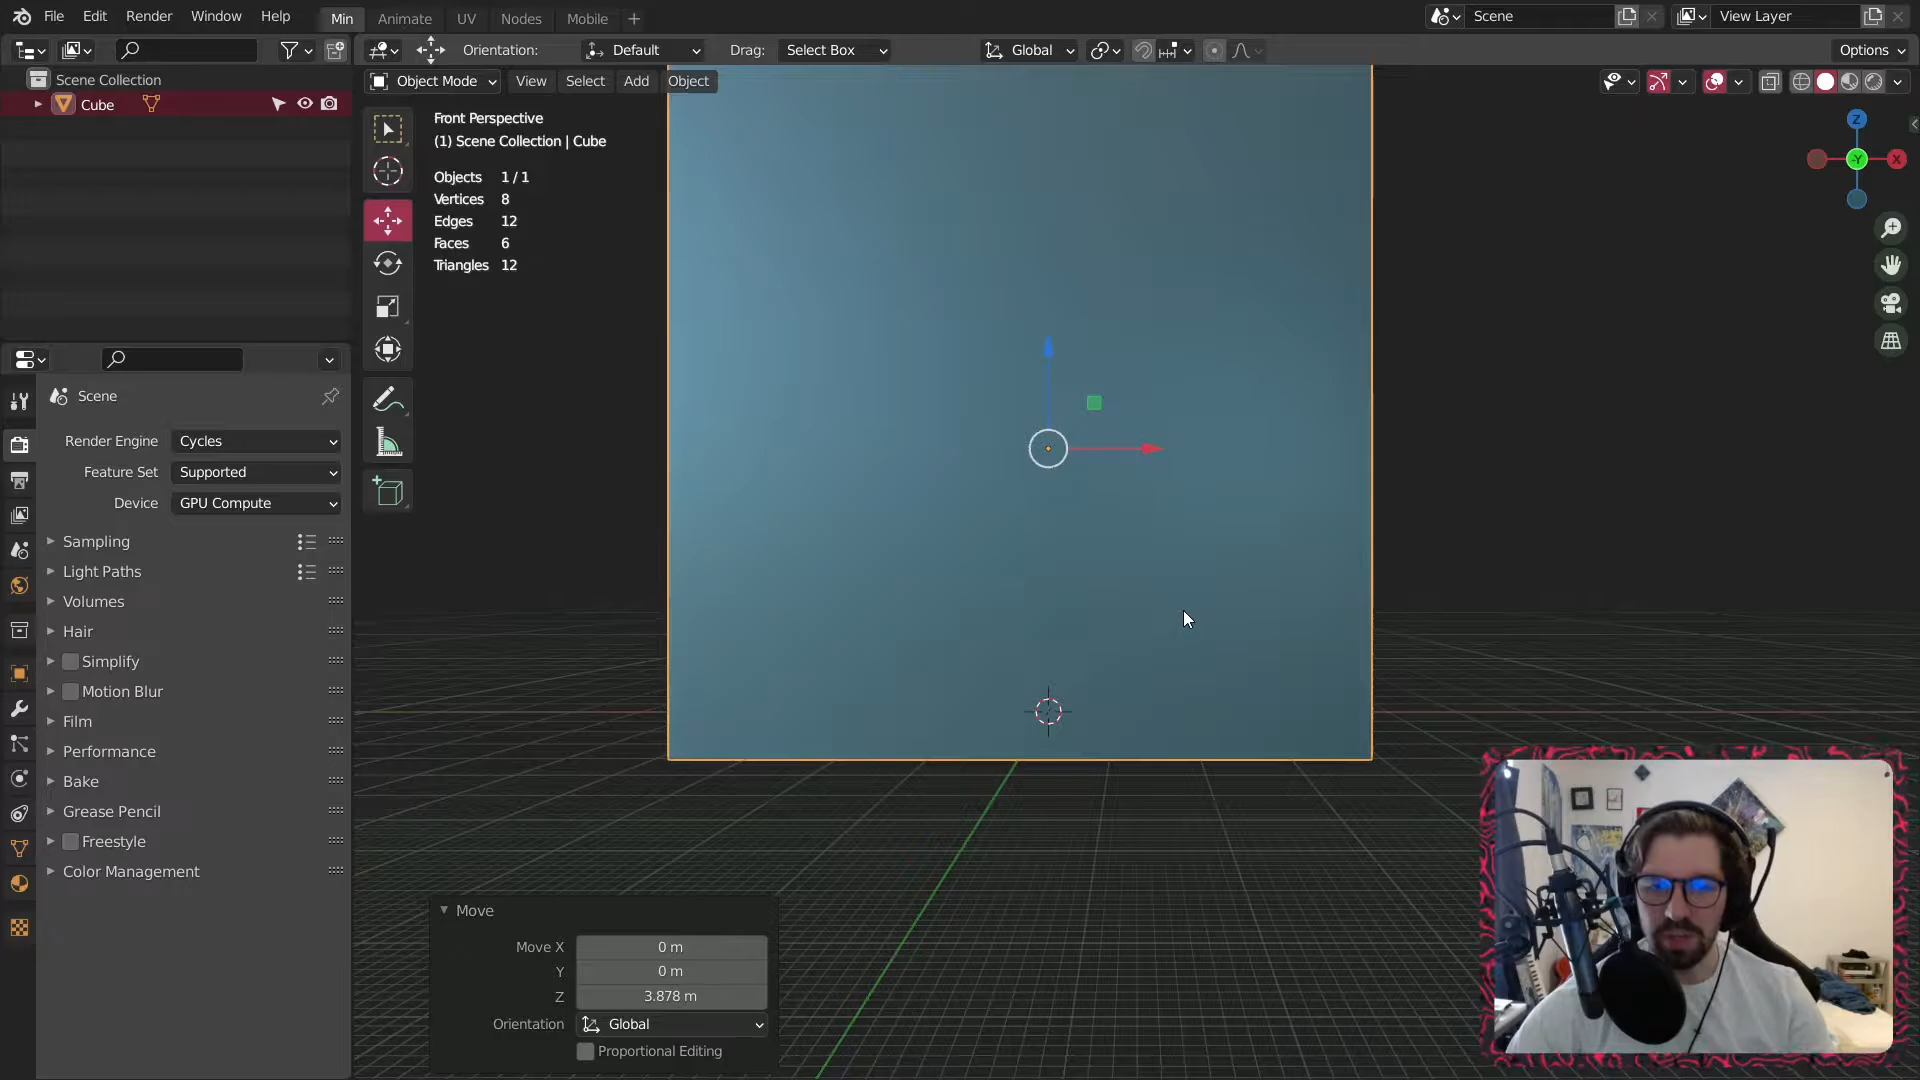 File Edit Render Window Help Min Animate UV Nodes Mobile + Scene View Layer
Orientation: Default Drag: Select Box Global Options
Scene Collection
Cube
Object Mode View Select Add Object
Front Perspective
(1) Scene Collection | Cube
Objects 1 / 1
Vertices 8
Edges 12
Faces 6
Triangles 12
Z
-Y
X
Scene
Render Engine Cycles
Feature Set Supported
Device GPU Compute
Sampling
Light Paths
Volumes
Hair
Simplify
Motion Blur
Film
Performance
Bake
Grease Pencil
Freestyle
Color Management
Move
Move X 0 m
Y 0 m
Z 3.878 m
Orientation Global
Proportional Editing